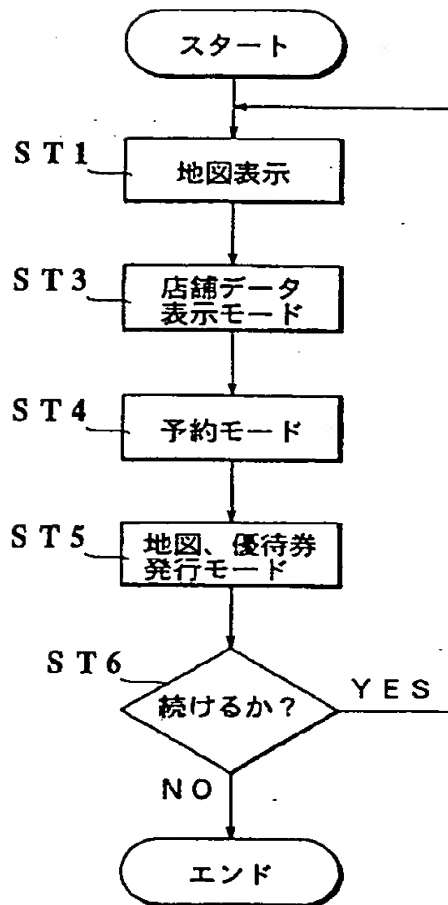 スタート
ST1
地図表示
ST3
店舗データ
表示モード
ST4
予約モード
ST5
地図、優待券
発行モード
ST6
続けるか？
YES
NO
エンド